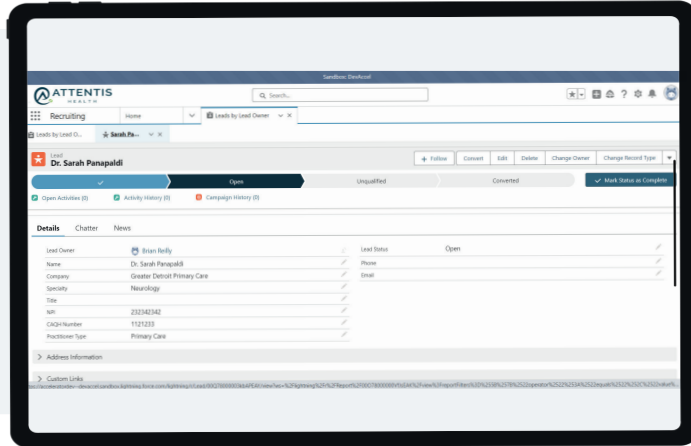 Sandbox: DevAccel
ATTENTIS
HEALTH
Search...
Recruiting
Home
Leads by Lead Owner
Leads by Lead O...
Sarah Pa...
Lead
Dr. Sarah Panapaldi
+ Follow
Convert
Edit
Delete
Change Owner
Change Record Type
Open
Unqualified
Converted
Mark Status as Complete
Open Activities (0)
Activity History (0)
Campaign History (0)
Details
Chatter
News
Lead Owner
Brian Reilly
Lead Status
Open
Name
Dr. Sarah Panapaldi
Phone
Company
Greater Detroit Primary Care
Email
Specialty
Neurology
Title
NPI
232342342
CAQH Number
1121233
Practitioner Type
Primary Care
Address Information
Custom Links